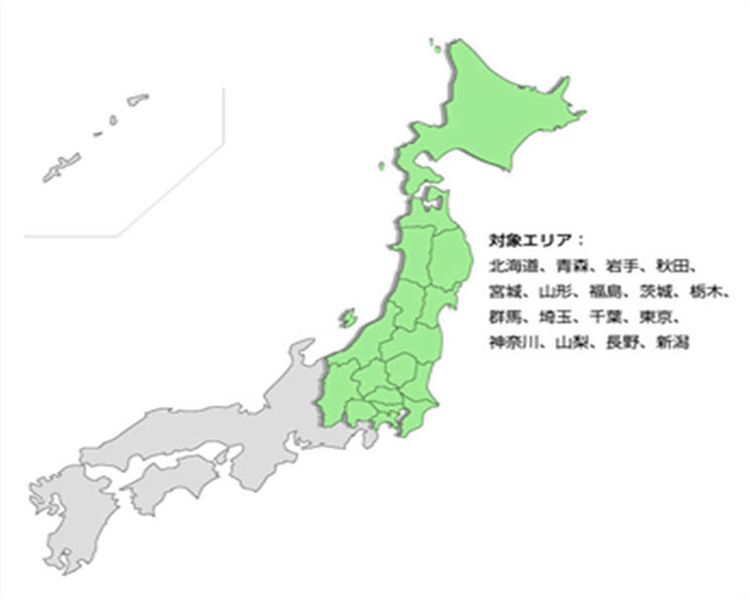 対象エリア：
北海道、青森、岩手、秋田、
宮城、山形、福島、茨城、栃木、
群馬、埼玉、千葉、東京、
神奈川、山梨、長野、新潟